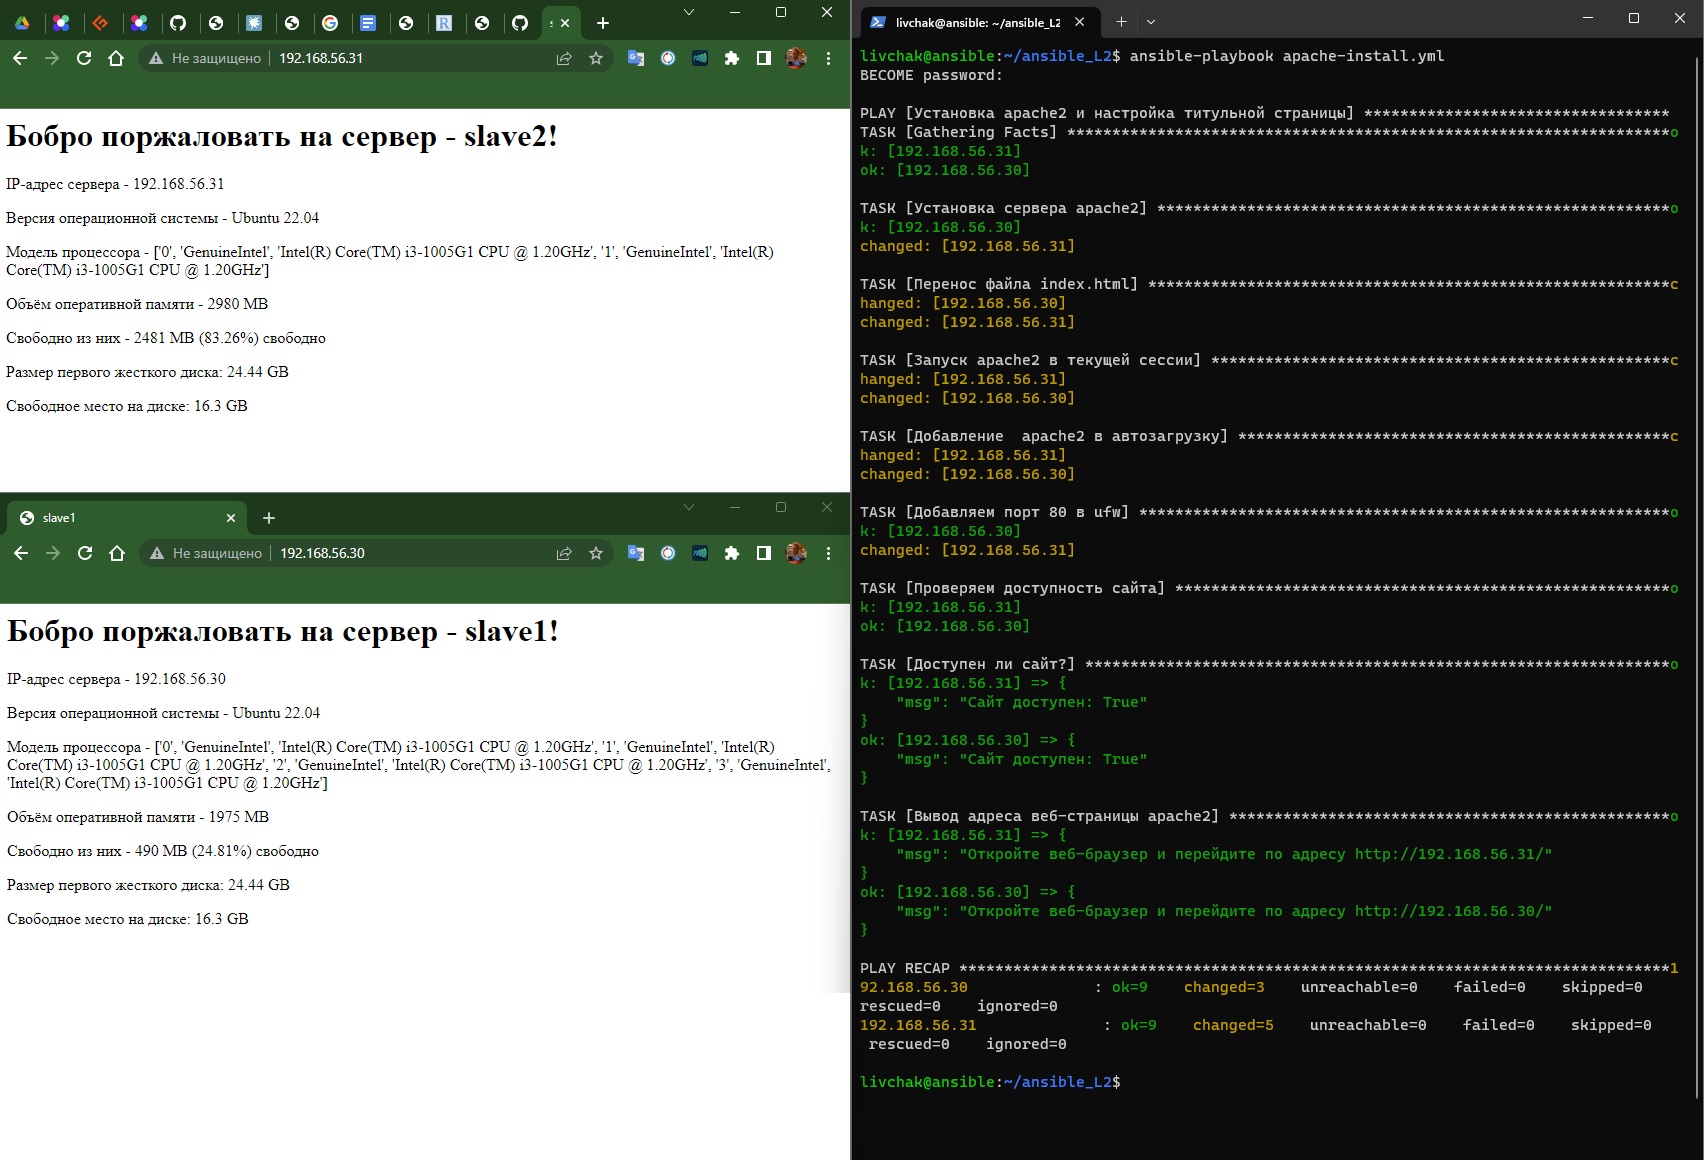 Не защищено
192.168.56.31
Бобро поржаловать на сервер - slave2!
IP-адрес сервера - 192.168.56.31
Версия операционной системы - Ubuntu 22.04
Модель процессора - ['0', 'GenuineIntel', 'Intel(R) Core(TM) i3-1005G1 CPU @ 1.20GHz', '1', 'GenuineIntel', 'Intel(R)
Core(TM) i3-1005G1 CPU @ 1.20GHz']
Объём оперативной памяти - 2980 MB
Свободно из них - 2481 MB (83.26%) свободно
Размер первого жесткого диска: 24.44 GB
Свободное место на диске: 16.3 GB
slave1
Не защищено
192.168.56.30
Бобро поржаловать на сервер - slave1!
IP-адрес сервера - 192.168.56.30
Версия операционной системы - Ubuntu 22.04
Модель процессора - ['0', 'GenuineIntel', 'Intel(R) Core(TM) i3-1005G1 CPU @ 1.20GHz', '1', 'GenuineIntel', 'Intel(R)
Core(TM) i3-1005G1 CPU @ 1.20GHz', '2', 'GenuineIntel', 'Intel(R) Core(TM) i3-1005G1 CPU @ 1.20GHz', '3', 'GenuineIntel',
'Intel(R) Core(TM) i3-1005G1 CPU @ 1.20GHz']
Объём оперативной памяти - 1975 MB
Свободно из них - 490 MB (24.81%) свободно
Размер первого жесткого диска: 24.44 GB
Свободное место на диске: 16.3 GB
livchak@ansible: ~/ansible_L2
livchak@ansible:~/ansible_L2$ ansible-playbook apache-install.yml
BECOME password:
PLAY [Установка apache2 и настройка титульной страницы] **********************************
TASK [Gathering Facts] *******************************************************************o
k: [192.168.56.31]
ok: [192.168.56.30]
TASK [Установка сервера apache2] *********************************************************o
k: [192.168.56.30]
changed: [192.168.56.31]
TASK [Перенос файла index.html] **********************************************************c
hanged: [192.168.56.30]
changed: [192.168.56.31]
TASK [Запуск apache2 в текущей сессии] ***************************************************c
hanged: [192.168.56.31]
changed: [192.168.56.30]
TASK [Добавление  apache2 в автозагрузку] ************************************************c
hanged: [192.168.56.31]
changed: [192.168.56.30]
TASK [Добавляем порт 80 в ufw] ***********************************************************o
k: [192.168.56.30]
changed: [192.168.56.31]
TASK [Проверяем доступность сайта] *******************************************************o
k: [192.168.56.31]
ok: [192.168.56.30]
TASK [Доступен ли сайт?] *****************************************************************o
k: [192.168.56.31] => {
"msg": "Сайт доступен: True"
}
ok: [192.168.56.30] => {
"msg": "Сайт доступен: True"
}
TASK [Вывод адреса веб-страницы apache2] *************************************************o
k: [192.168.56.31] => {
"msg": "Откройте веб-браузер и перейдите по адресу http://192.168.56.31/"
}
ok: [192.168.56.30] => {
"msg": "Откройте веб-браузер и перейдите по адресу http://192.168.56.30/"
}
PLAY RECAP *******************************************************************************1
92.168.56.30              : ok=9    changed=3    unreachable=0    failed=0    skipped=0
rescued=0    ignored=0
192.168.56.31              : ok=9    changed=5    unreachable=0    failed=0    skipped=0
rescued=0    ignored=0
livchak@ansible:~/ansible_L2$